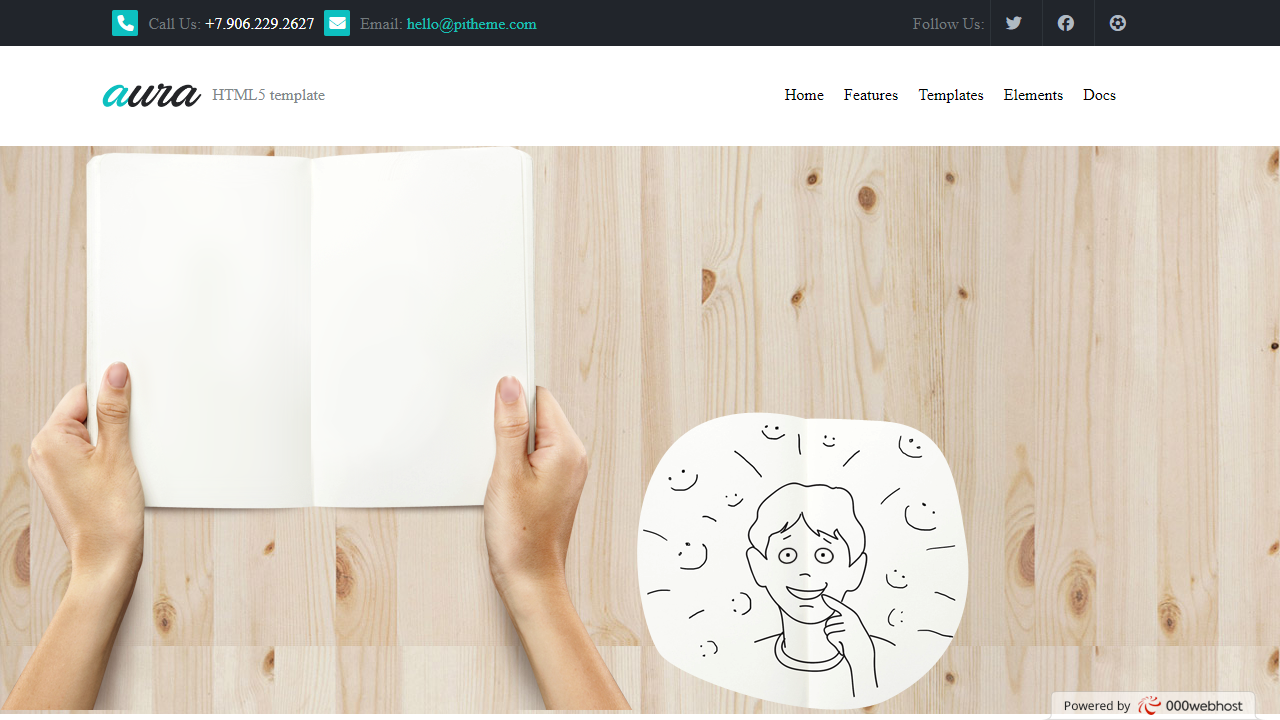 Call Us: +7.906.229.2627 Email: hello@pitheme.com Follow Us:
aura HTML5 template Home Features Templates Elements Docs
Powered by 000webhost